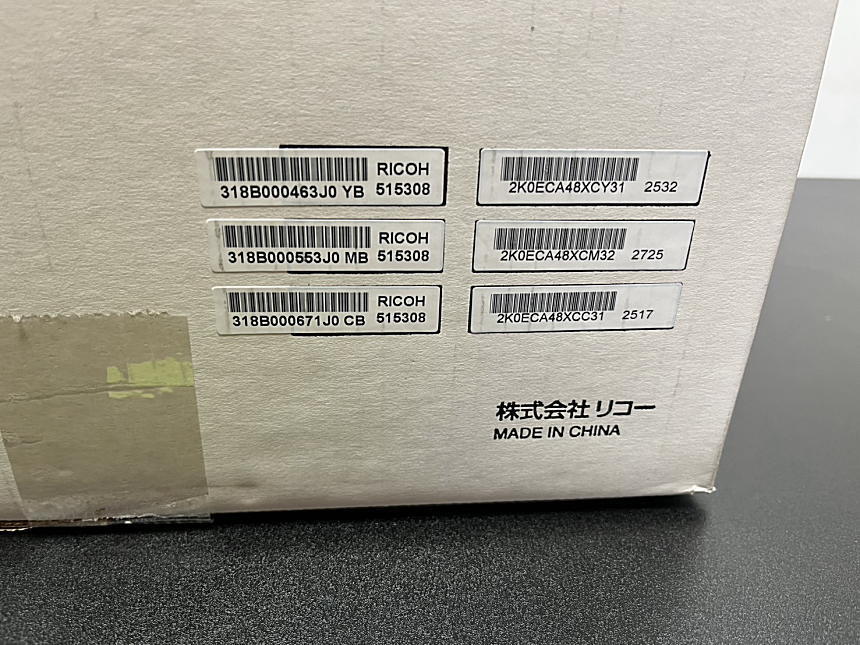 318B000463J0 YB RICOH 515308
2K0ECA48XCY31 2532
318B000553J0 MB RICOH 515308
2K0ECA48XCM32 2725
318B000671J0 CB RICOH 515308
2K0ECA48XCC31 2517
株式会社 リコー
MADE IN CHINA